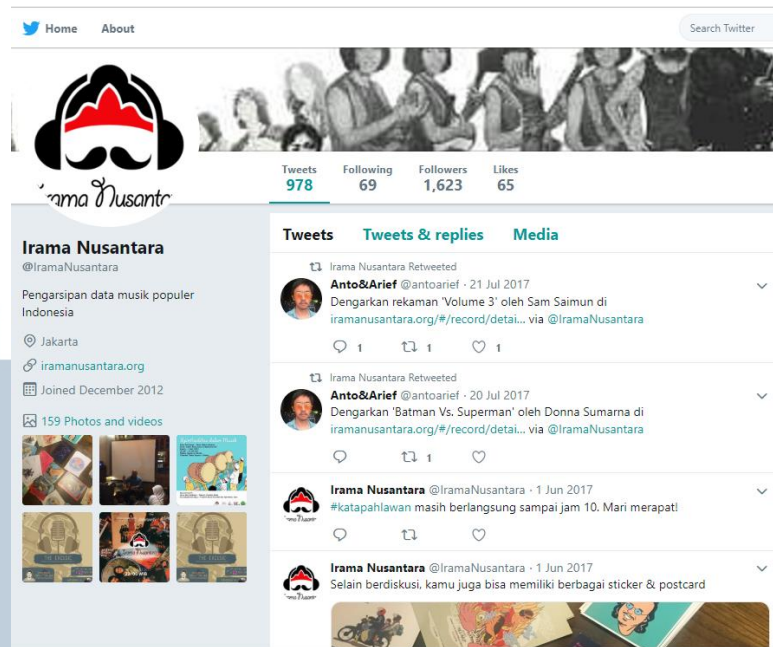 Home About Search Twitter
Irama Nusanta
Tweets Following Followers Likes
978 69 1,623 65
Irama Nusantara
@IramaNusantara
Pengarsipan data musik populer
Indonesia
Jakarta
iramanusantara.org
Joined December 2012
159 Photos and videos
THE EXCUSE
Tweets Tweets & replies Media
Irama Nusantara Retweeted
Anto&Arief @antoarief · 21 Jul 2017
Dengarkan rekaman 'Volume 3' oleh Sam Saimun di
iramanusantara.org/#/record/detai... via @IramaNusantara
1 1 1
Irama Nusantara Retweeted
Anto&Arief @antoarief · 20 Jul 2017
Dengarkan 'Batman Vs. Superman' oleh Donna Sumarna di
iramanusantara.org/#/record/detai... via @IramaNusantara
1
Irama Nusantara @IramaNusantara · 1 Jun 2017
#katapahlawan masih berlangsung sampai jam 10. Mari merapat!
Irama Nusantara @IramaNusantara · 1 Jun 2017
Selain berdiskusi, kamu juga bisa memiliki berbagai sticker & postcard